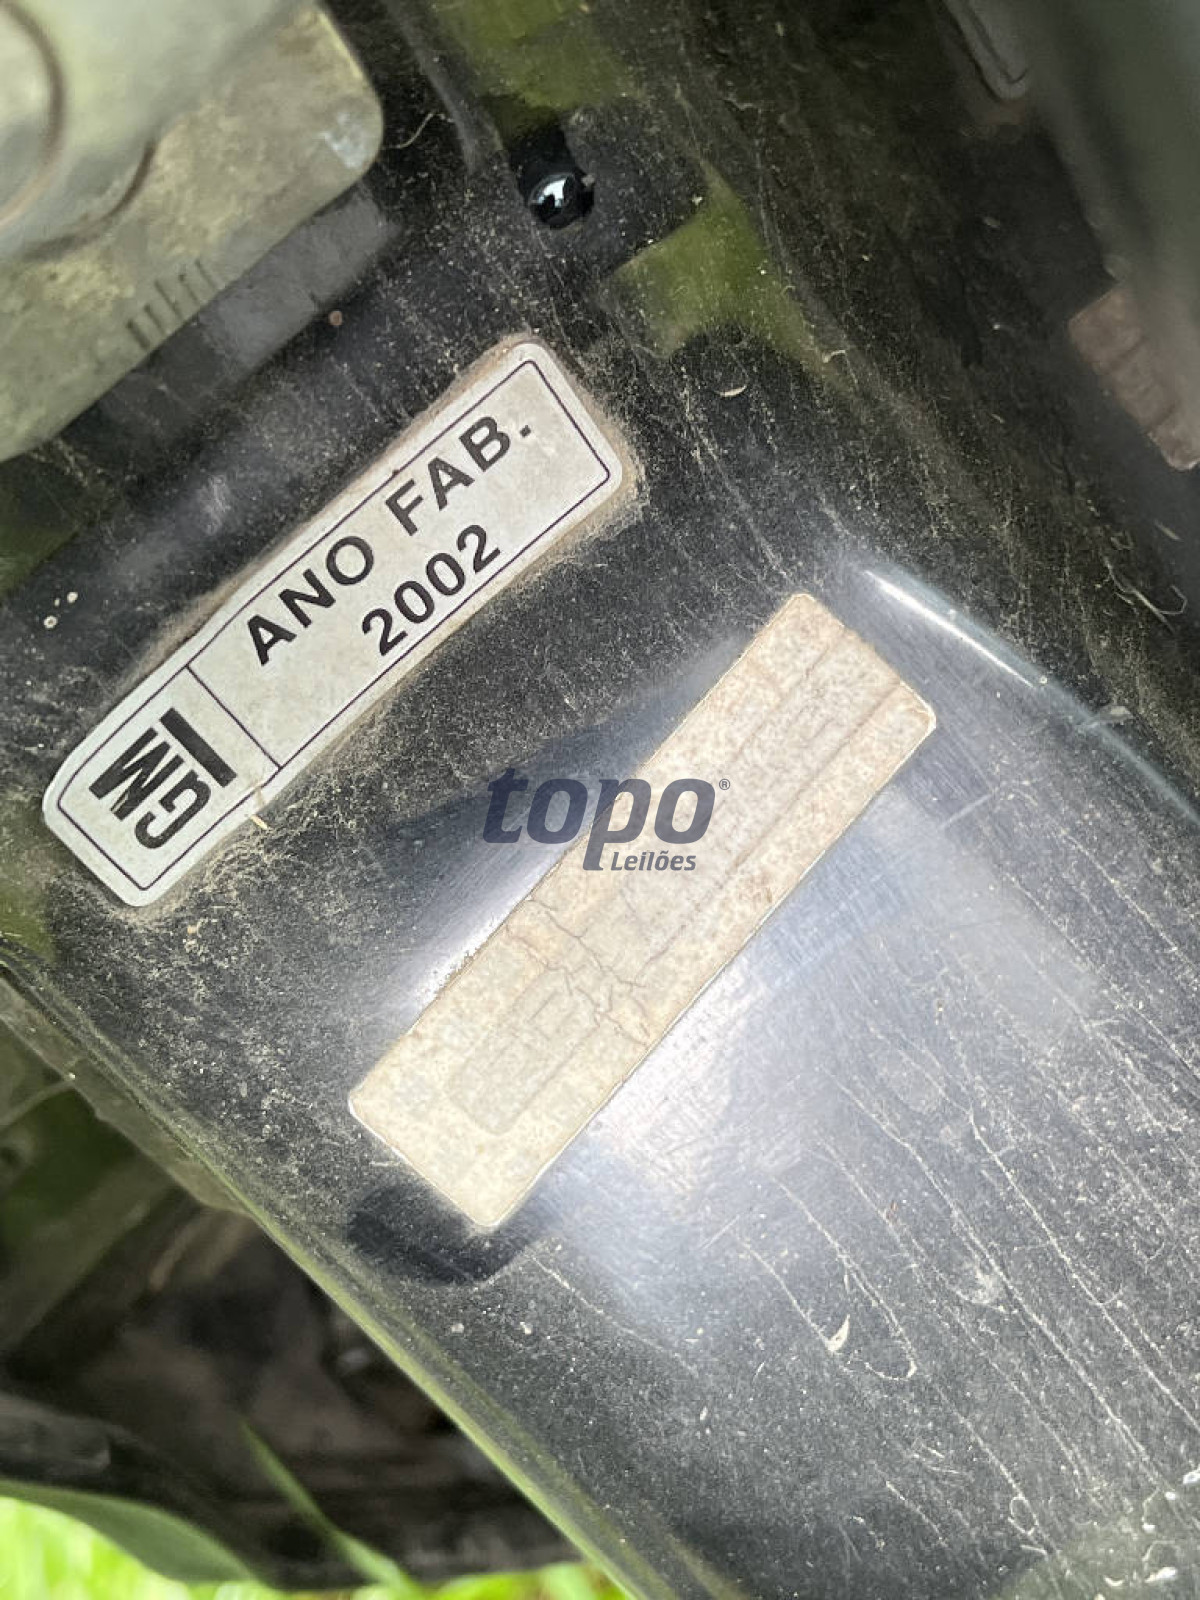 ANO FAB.
2002
GM
topo®
Leilões